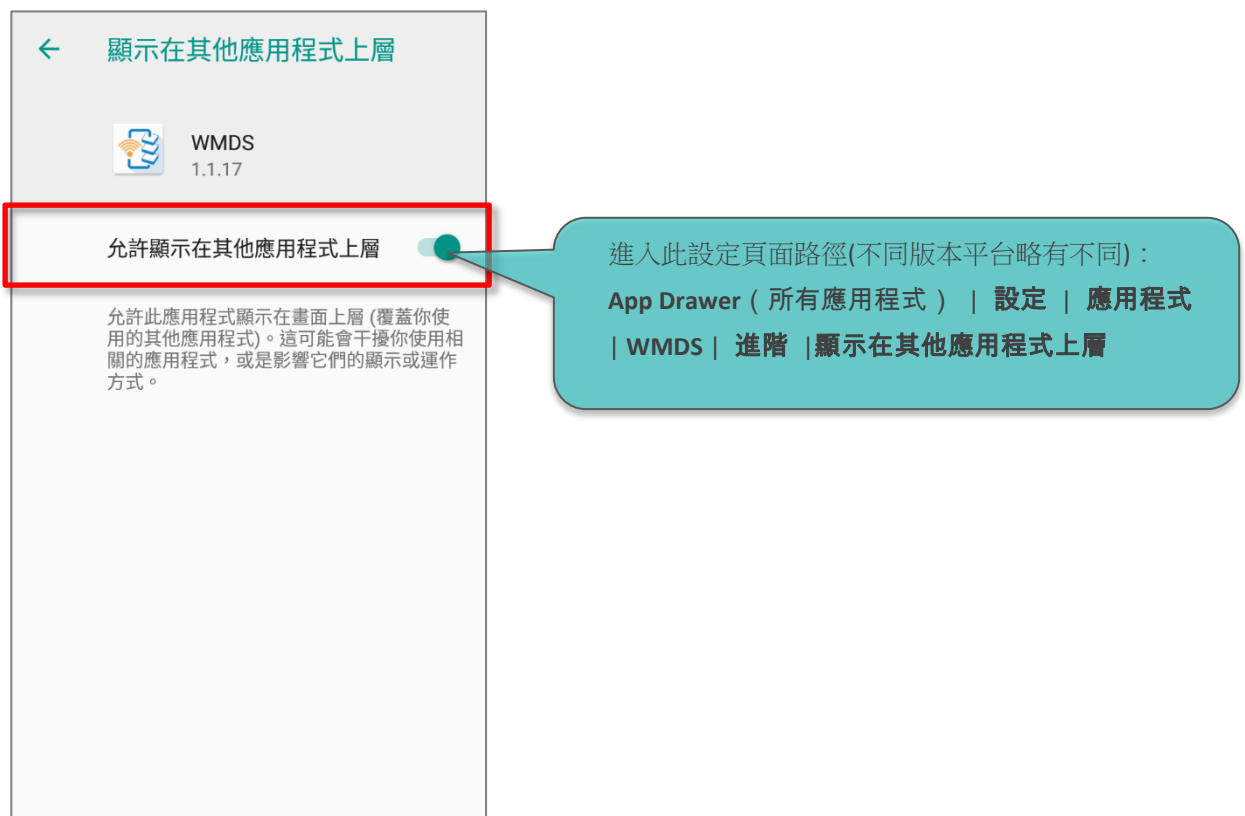 顯示在其他應用程式上層
WMDS
1.1.17
允許顯示在其他應用程式上層
允許此應用程式顯示在畫面上層 (覆蓋你使
用的其他應用程式)。這可能會干擾你使用相
關的應用程式，或是影響它們的顯示或運作
方式。
進入此設定頁面路徑(不同版本平台略有不同)：
App Drawer（所有應用程式） | 設定 | 應用程式
| WMDS | 進階 |顯示在其他應用程式上層